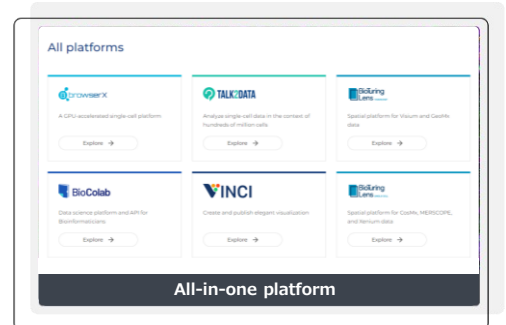 All platforms
browserX
TALK2DATA
BioTuring
Lens
A GPU-accelerated single-cell platform
Analyze single-cell data in the context of
hundreds of million cells
Spatial platform for Visium and GeoMx
data
Explore →
Explore →
Explore →
BioColab
VINCI
BioTuring
Lens
Data science platform and API for
Bioinformaticians
Create and publish elegant visualization
Spatial platform for CosMx, MERSCOPE,
and Xenium data
Explore →
Explore →
Explore →
All-in-one platform